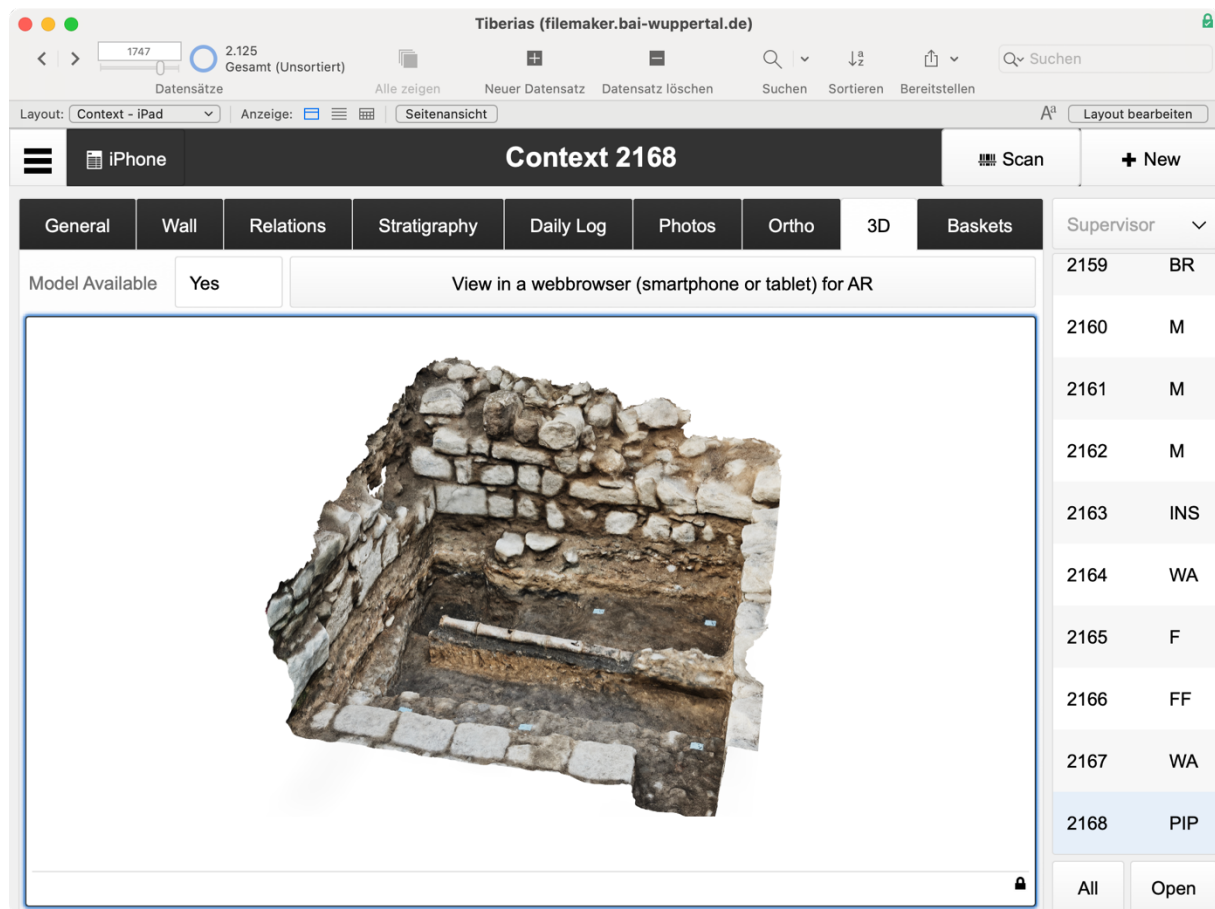 Tiberias (filemaker.bai-wuppertal.de)
1747
2.125
Gesamt (Unsortiert)
Suchen
Datensätze
Alle zeigen
Neuer Datensatz
Datensatz löschen
Suchen
Sortieren
Bereitstellen
Layout: Context - iPad
Anzeige:
Seitenansicht
Aa
Layout bearbeiten
iPhone
Context 2168
Scan
New
General
Wall
Relations
Stratigraphy
Daily Log
Photos
Ortho
3D
Baskets
Supervisor
Model Available
Yes
View in a webbrowser (smartphone or tablet) for AR
2159 BR
2160 M
2161 M
2162 M
2163 INS
2164 WA
2165 F
2166 FF
2167 WA
2168 PIP
All
Open